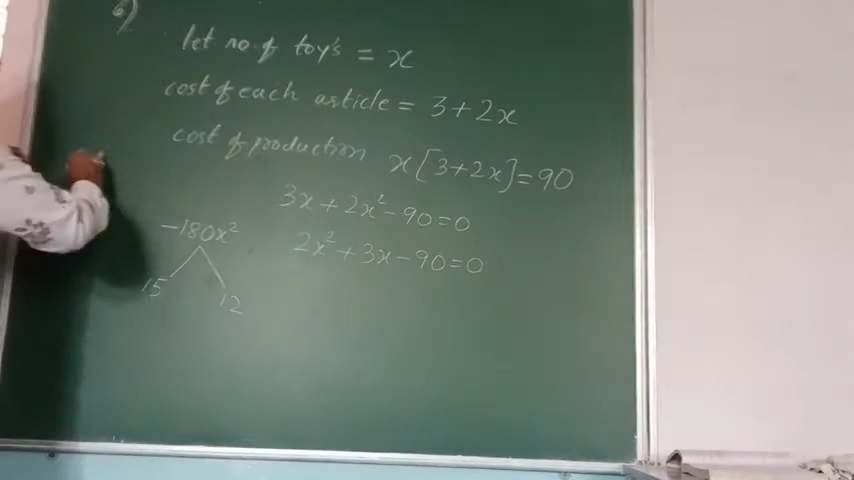 6)
let no. of toy's = x
cost of each article = 3+2x
cost of production x[3+2x]=90
3x+2x²-90=0
-180x²
2x²+3x-90=0
15 12